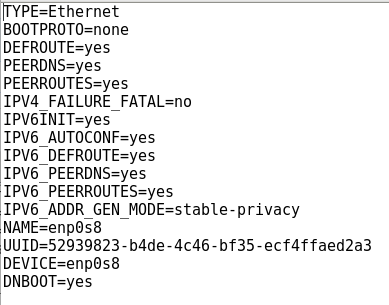 TYPE=Ethernet
BOOTPROTO=none
DEFROUTE=yes
PEERDNS=yes
PEERROUTES=yes
IPV4_FAILURE_FATAL=no
IPV6INIT=yes
IPV6_AUTOCONF=yes
IPV6_DEFROUTE=yes
IPV6_PEERDNS=yes
IPV6_PEERROUTES=yes
IPV6_ADDR_GEN_MODE=stable-privacy
NAME=enp0s8
UUID=52939823-b4de-4c46-bf35-ecf4ffaed2a3
DEVICE=enp0s8
DNBOOT=yes